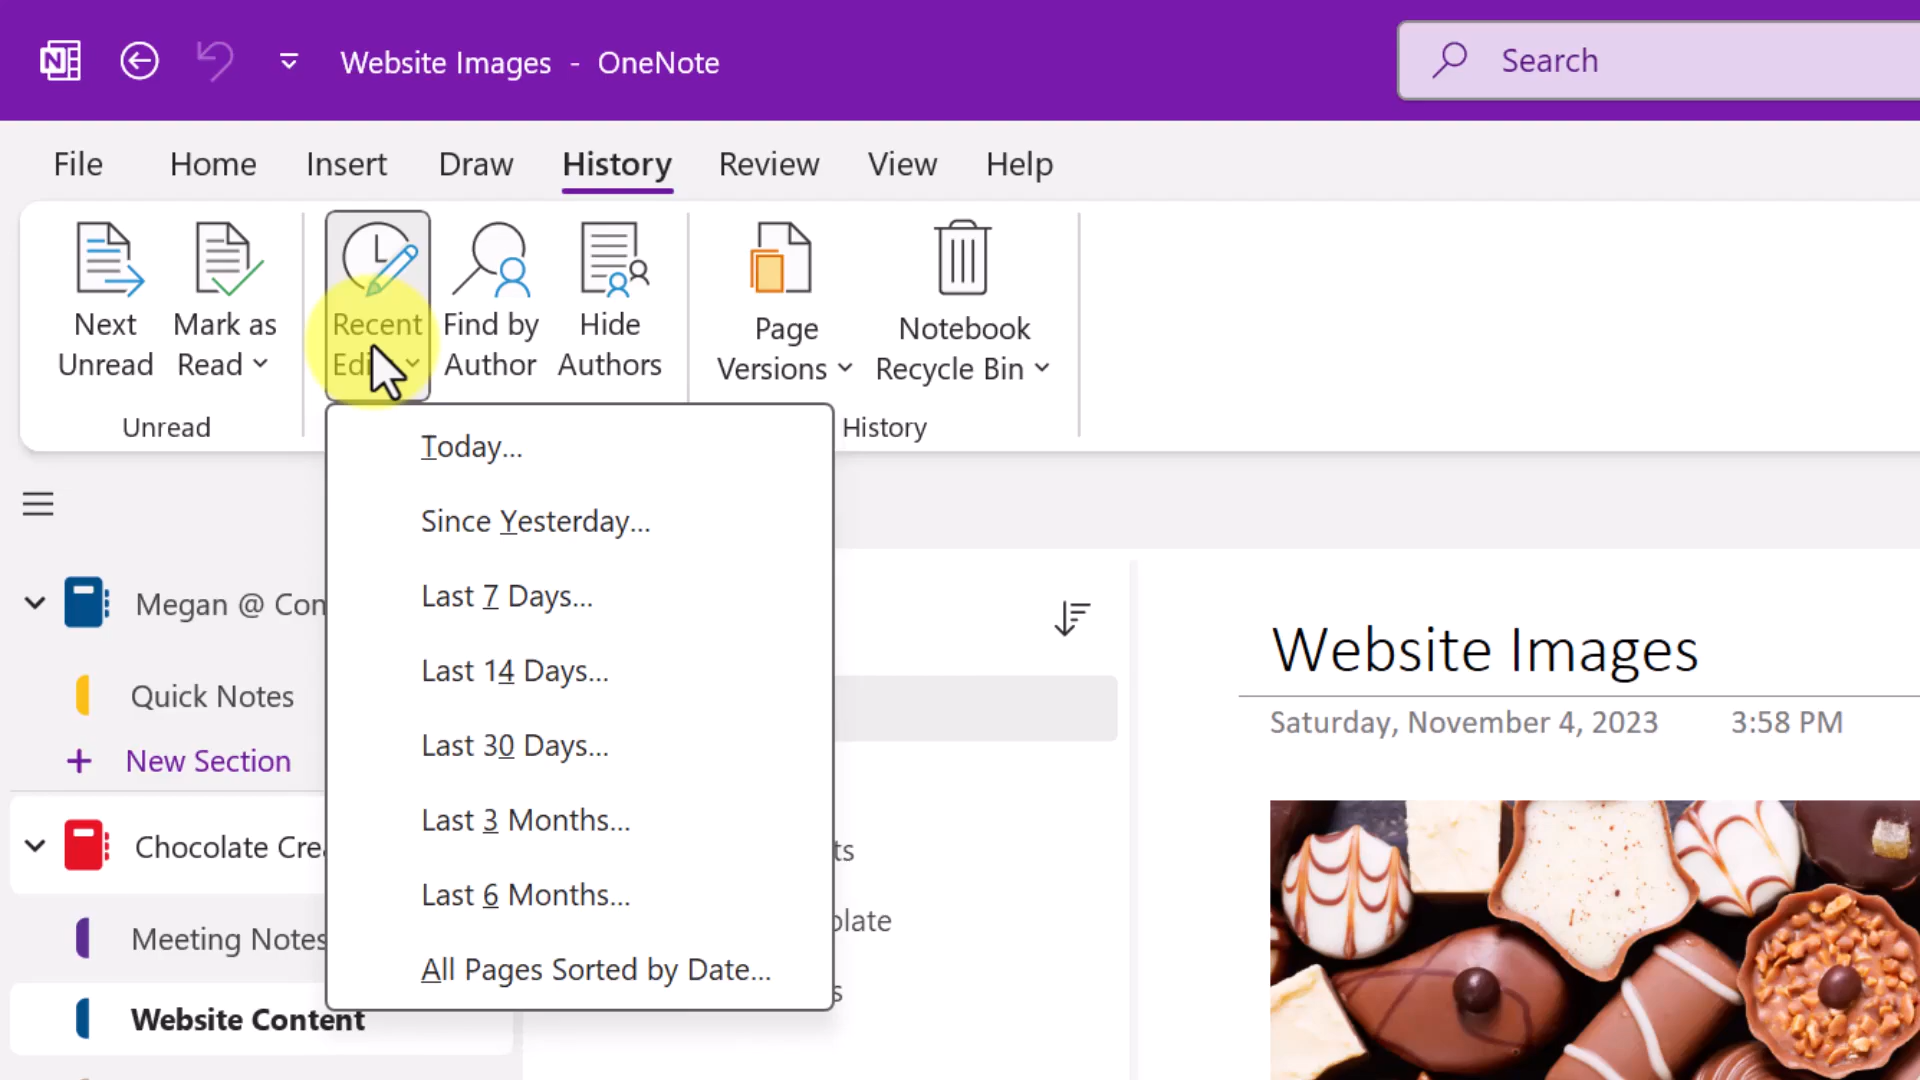 Website Images - OneNote
Search
File Home Insert Draw History Review View Help
Next Unread
Mark as Read
Recent
Find by Author
Hide Authors
Page Versions
Notebook Recycle Bin
Unread
History
Today...
Since Yesterday...
Last 7 Days...
Last 14 Days...
Last 30 Days...
Last 3 Months...
Last 6 Months...
All Pages Sorted by Date...
Megan @ Con
Quick Notes
New Section
Chocolate Cre
Meeting Notes
Website Content
ts
plate
s
Website Images
Saturday, November 4, 2023 3:58 PM